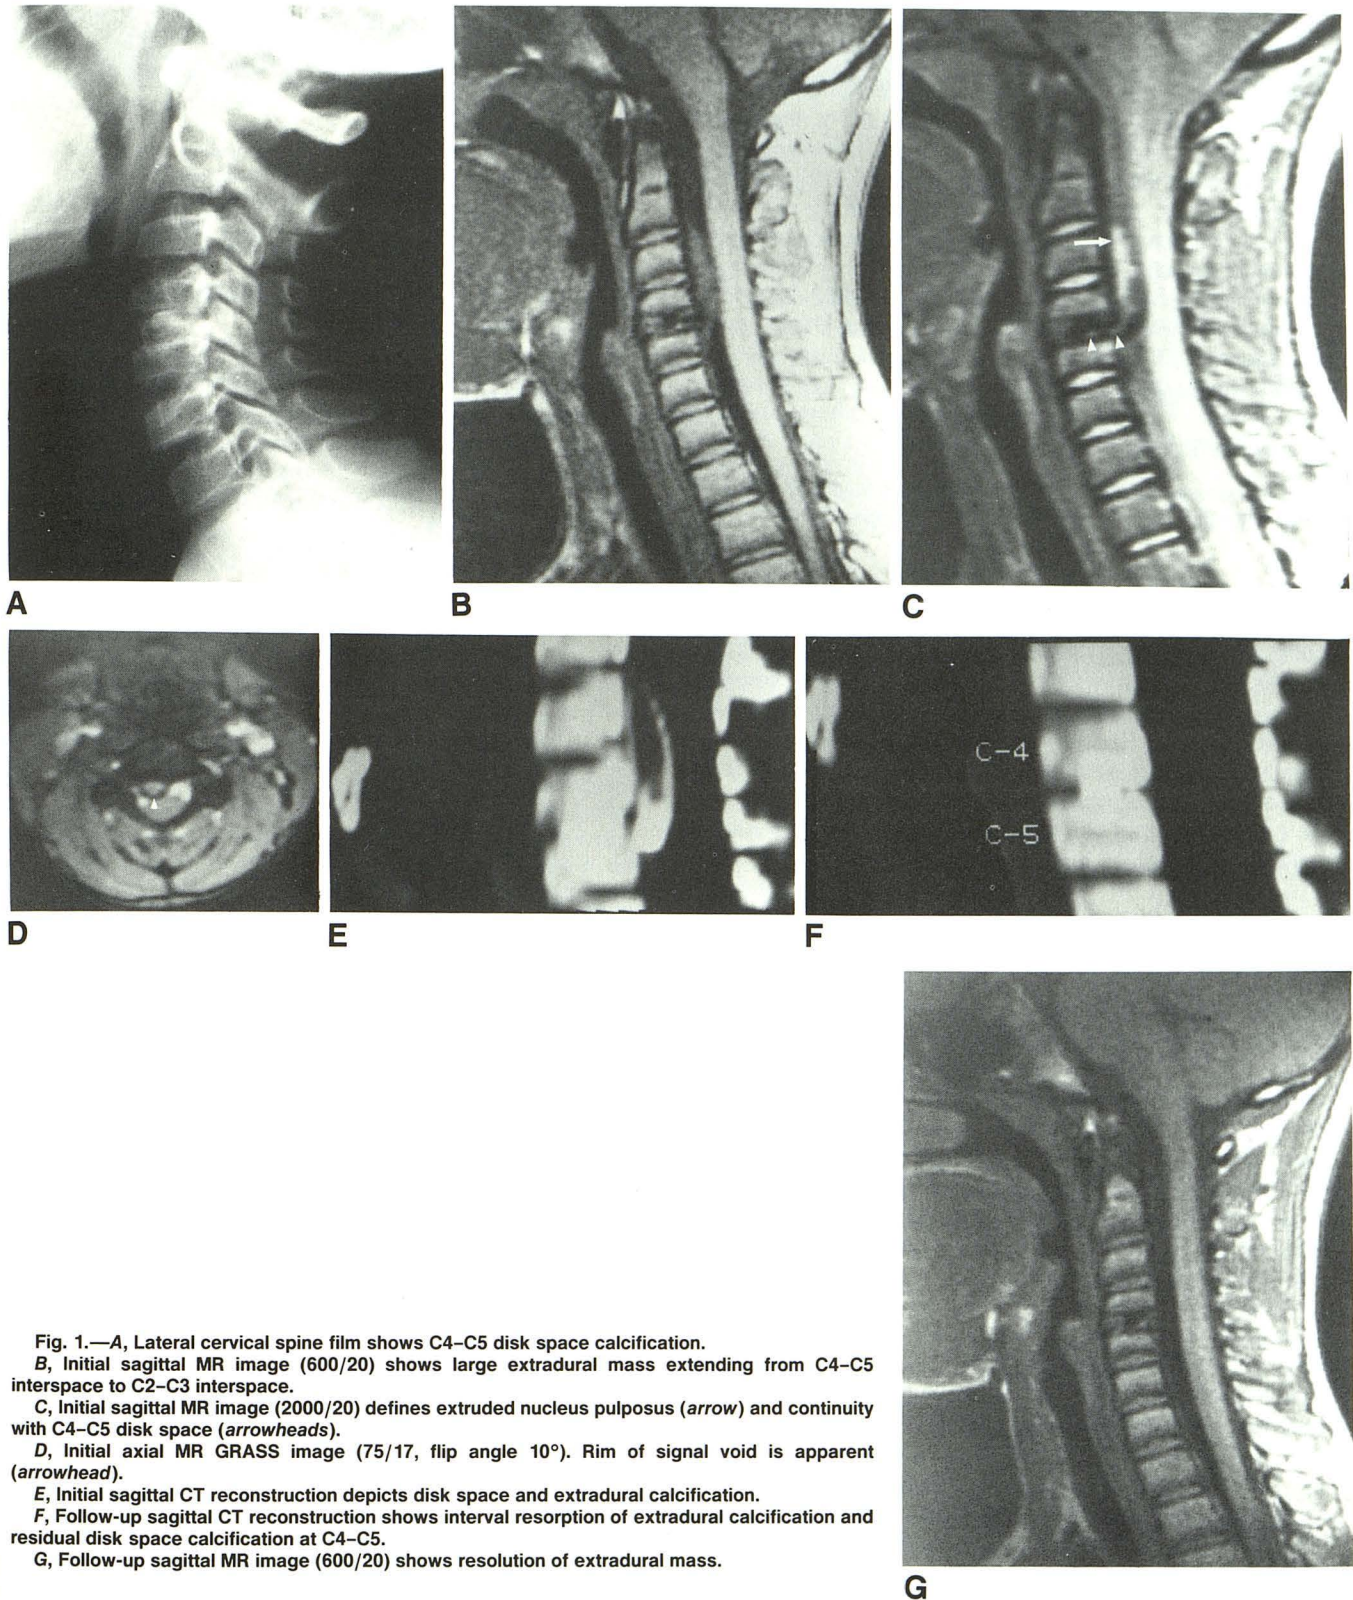 A
B
C
D
E
C-4
C-5
F
G
Fig. 1.—A, Lateral cervical spine film shows C4–C5 disk space calcification.
B, Initial sagittal MR image (600/20) shows large extradural mass extending from C4–C5
interspace to C2–C3 interspace.
C, Initial sagittal MR image (2000/20) defines extruded nucleus pulposus (arrow) and continuity
with C4–C5 disk space (arrowheads).
D, Initial axial MR GRASS image (75/17, flip angle 10°). Rim of signal void is apparent
(arrowhead).
E, Initial sagittal CT reconstruction depicts disk space and extradural calcification.
F, Follow-up sagittal CT reconstruction shows interval resorption of extradural calcification and
residual disk space calcification at C4–C5.
G, Follow-up sagittal MR image (600/20) shows resolution of extradural mass.